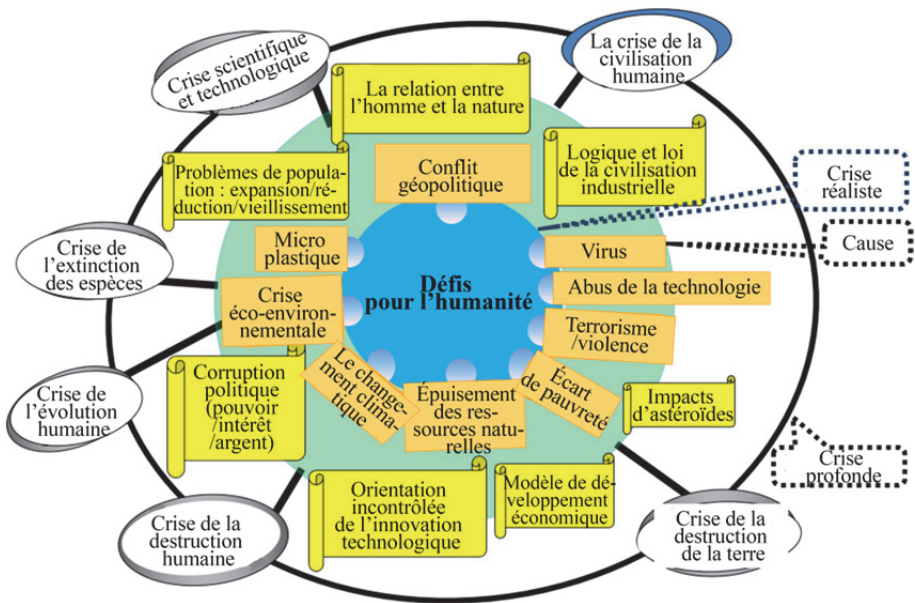 Crise scientifique
et technologique
La crise de la
civilisation
humaine
La relation entre
l'homme et la nature
Problèmes de popula-
tion : expansion/ré-
duction/vieillissement
Conflit
géopolitique
Logique et loi
de la civilisation
industrielle
Crise
réaliste
Cause
Crise de
l'extinction
des espèces
Micro
plastique
Virus
Défis
pour l'humanité
Crise
éco-environ-
nementale
Abus de la technologie
Terrorisme
/violence
Crise de
l'évolution
humaine
Corruption
politique
(pouvoir
/intérêt
/argent)
Le change-
ment clima-
tique
Épuisement
des res-
sources natu-
relles
Écart
de pauvreté
Impacts
d'astéroïdes
Crise
profonde
Crise de la
destruction
humaine
Orientation
incontrôlée
de l'innovation
technologique
Modèle de dé-
veloppement
économique
Crise de la
destruction
de la terre